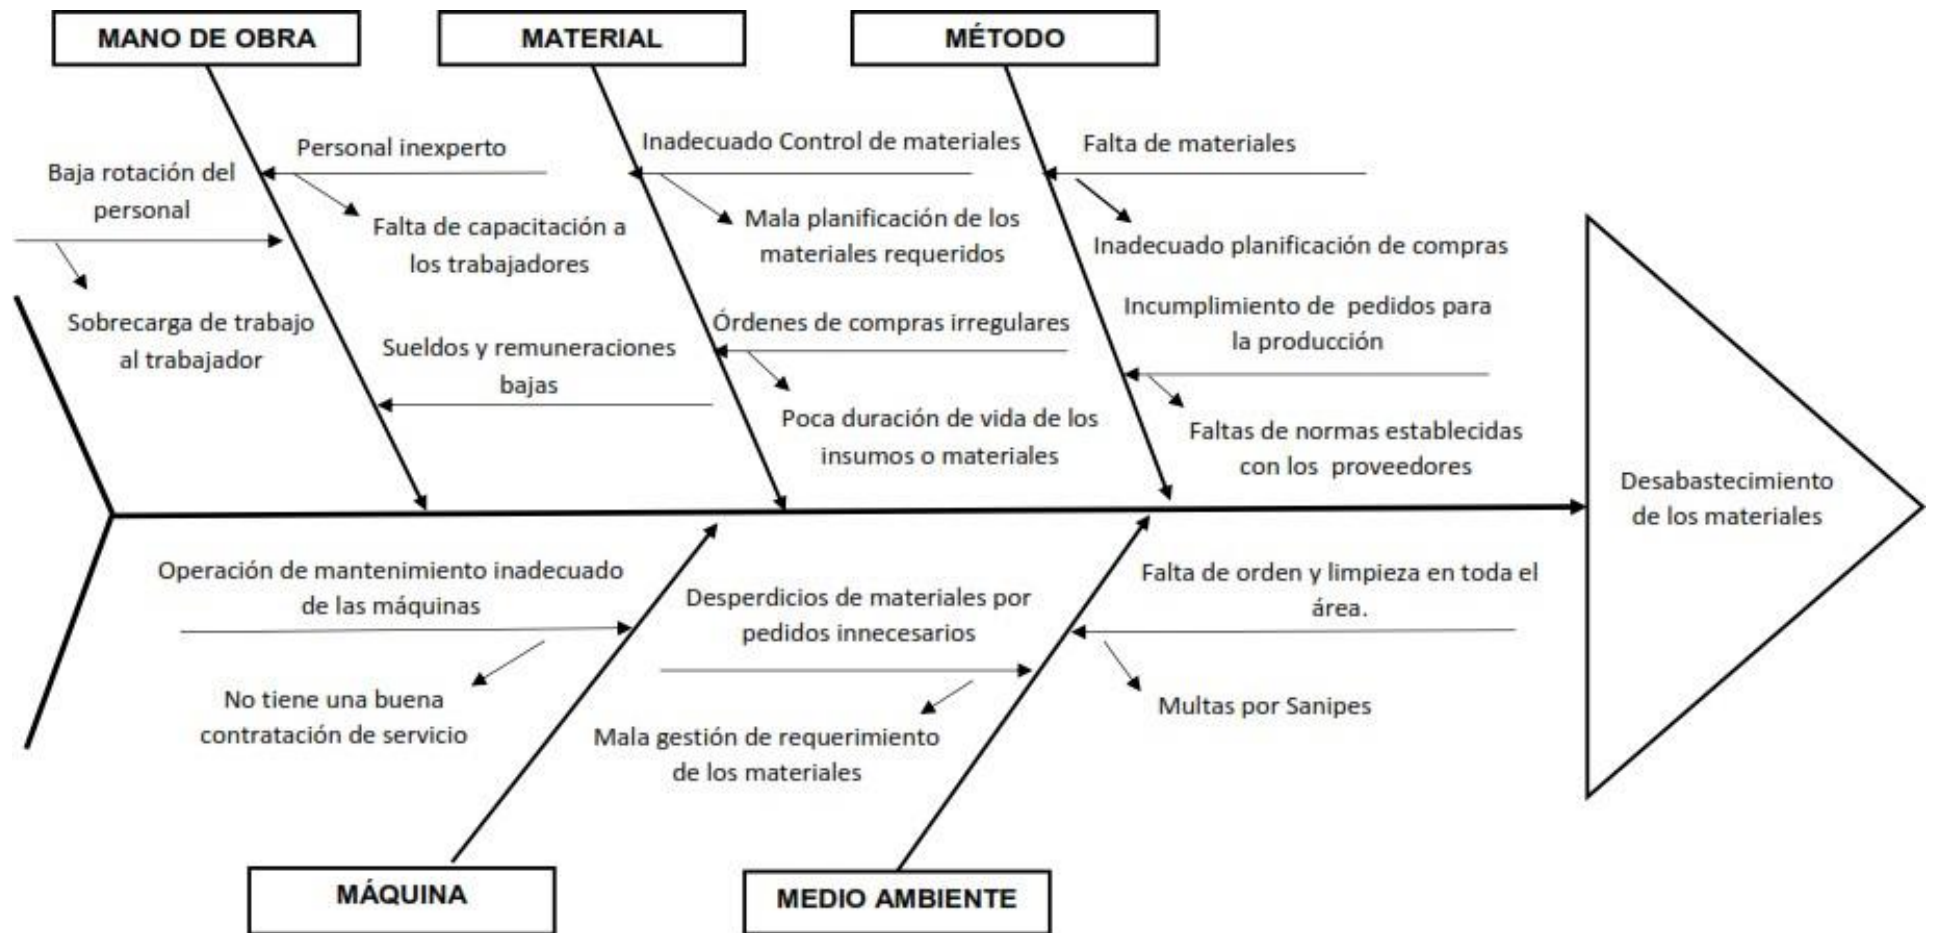 MANO DE OBRA
MATERIAL
MÉTODO
Baja rotación del
personal
Sobrecarga de trabajo
al trabajador
Personal inexperto
Falta de capacitación a
los trabajadores
Sueldos y remuneraciones
bajas
Inadecuado Control de materiales
Mala planificación de los
materiales requeridos
Órdenes de compras irregulares
Poca duración de vida de los
insumos o materiales
Falta de materiales
Inadecuado planificación de compras
Incumplimiento de pedidos para
la producción
Faltas de normas establecidas
con los proveedores
Desabastecimiento
de los materiales
Operación de mantenimiento inadecuado
de las máquinas
No tiene una buena
contratación de servicio
Desperdicios de materiales por
pedidos innecesarios
Mala gestión de requerimiento
de los materiales
Falta de orden y limpieza en toda el
área.
Multas por Sanipes
MÁQUINA
MEDIO AMBIENTE